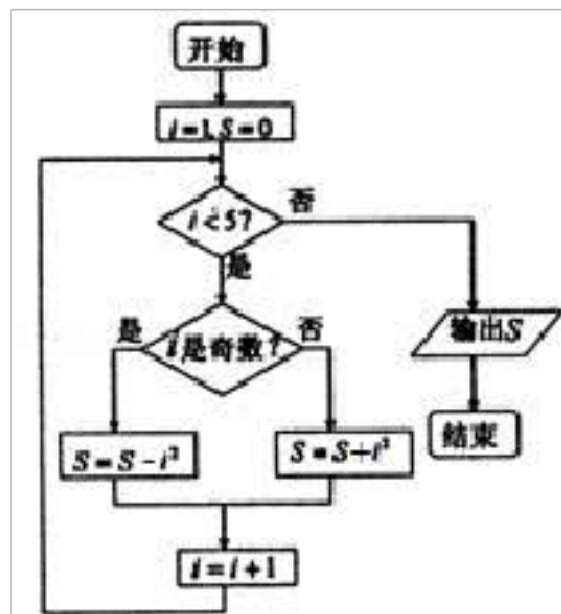 开始
i=1,S=0
i<5?
否
是
是
i是奇数?
否
输出S
S=S-i²
S=S+i²
结束
i=i+1